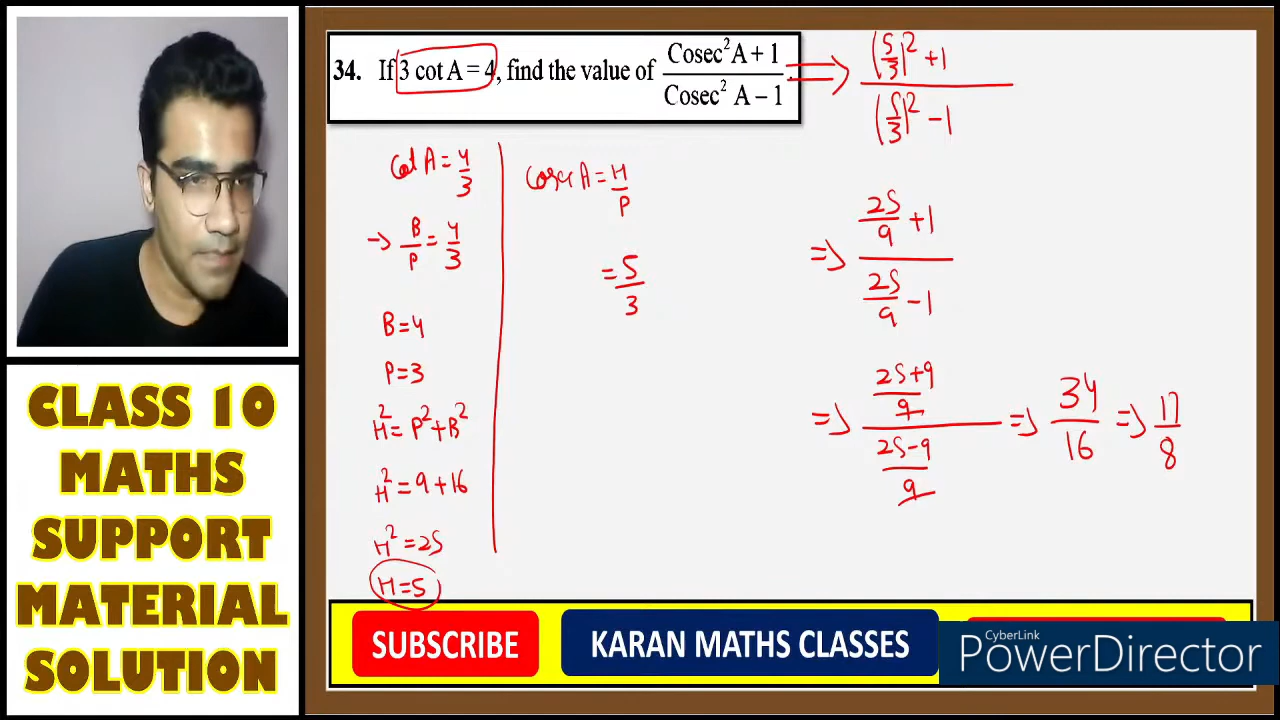 34. If 3 cot A = 4, find the value of (Cosec² A + 1)/(Cosec² A – 1).
cot A = 4/3
→ B/P = 4/3
B = 4
P = 3
H² = P² + B²
H² = 9 + 16
H² = 25
H = 5
cosec A = H/P
= 5/3
⇒ ((5/3)² + 1)/((5/3)² - 1)
⇒ (25/9 + 1)/(25/9 - 1)
⇒ ((25+9)/9)/((25-9)/9) ⇒ 34/16 ⇒ 17/8
CLASS 10
MATHS
SUPPORT
MATERIAL
SOLUTION
SUBSCRIBE
KARAN MATHS CLASSES
CyberLink
PowerDirector